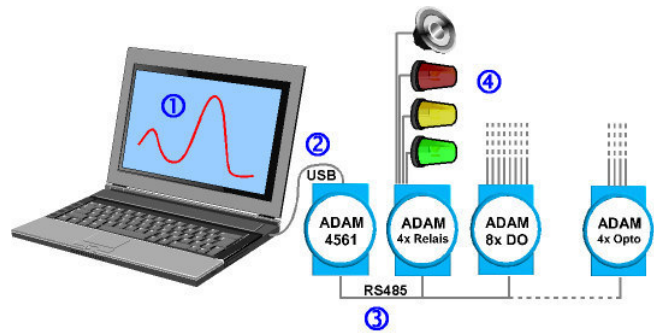 ①
④
②
USB
ADAM
4561
ADAM
4x Relais
ADAM
8x DO
ADAM
4x Opto
RS485
③